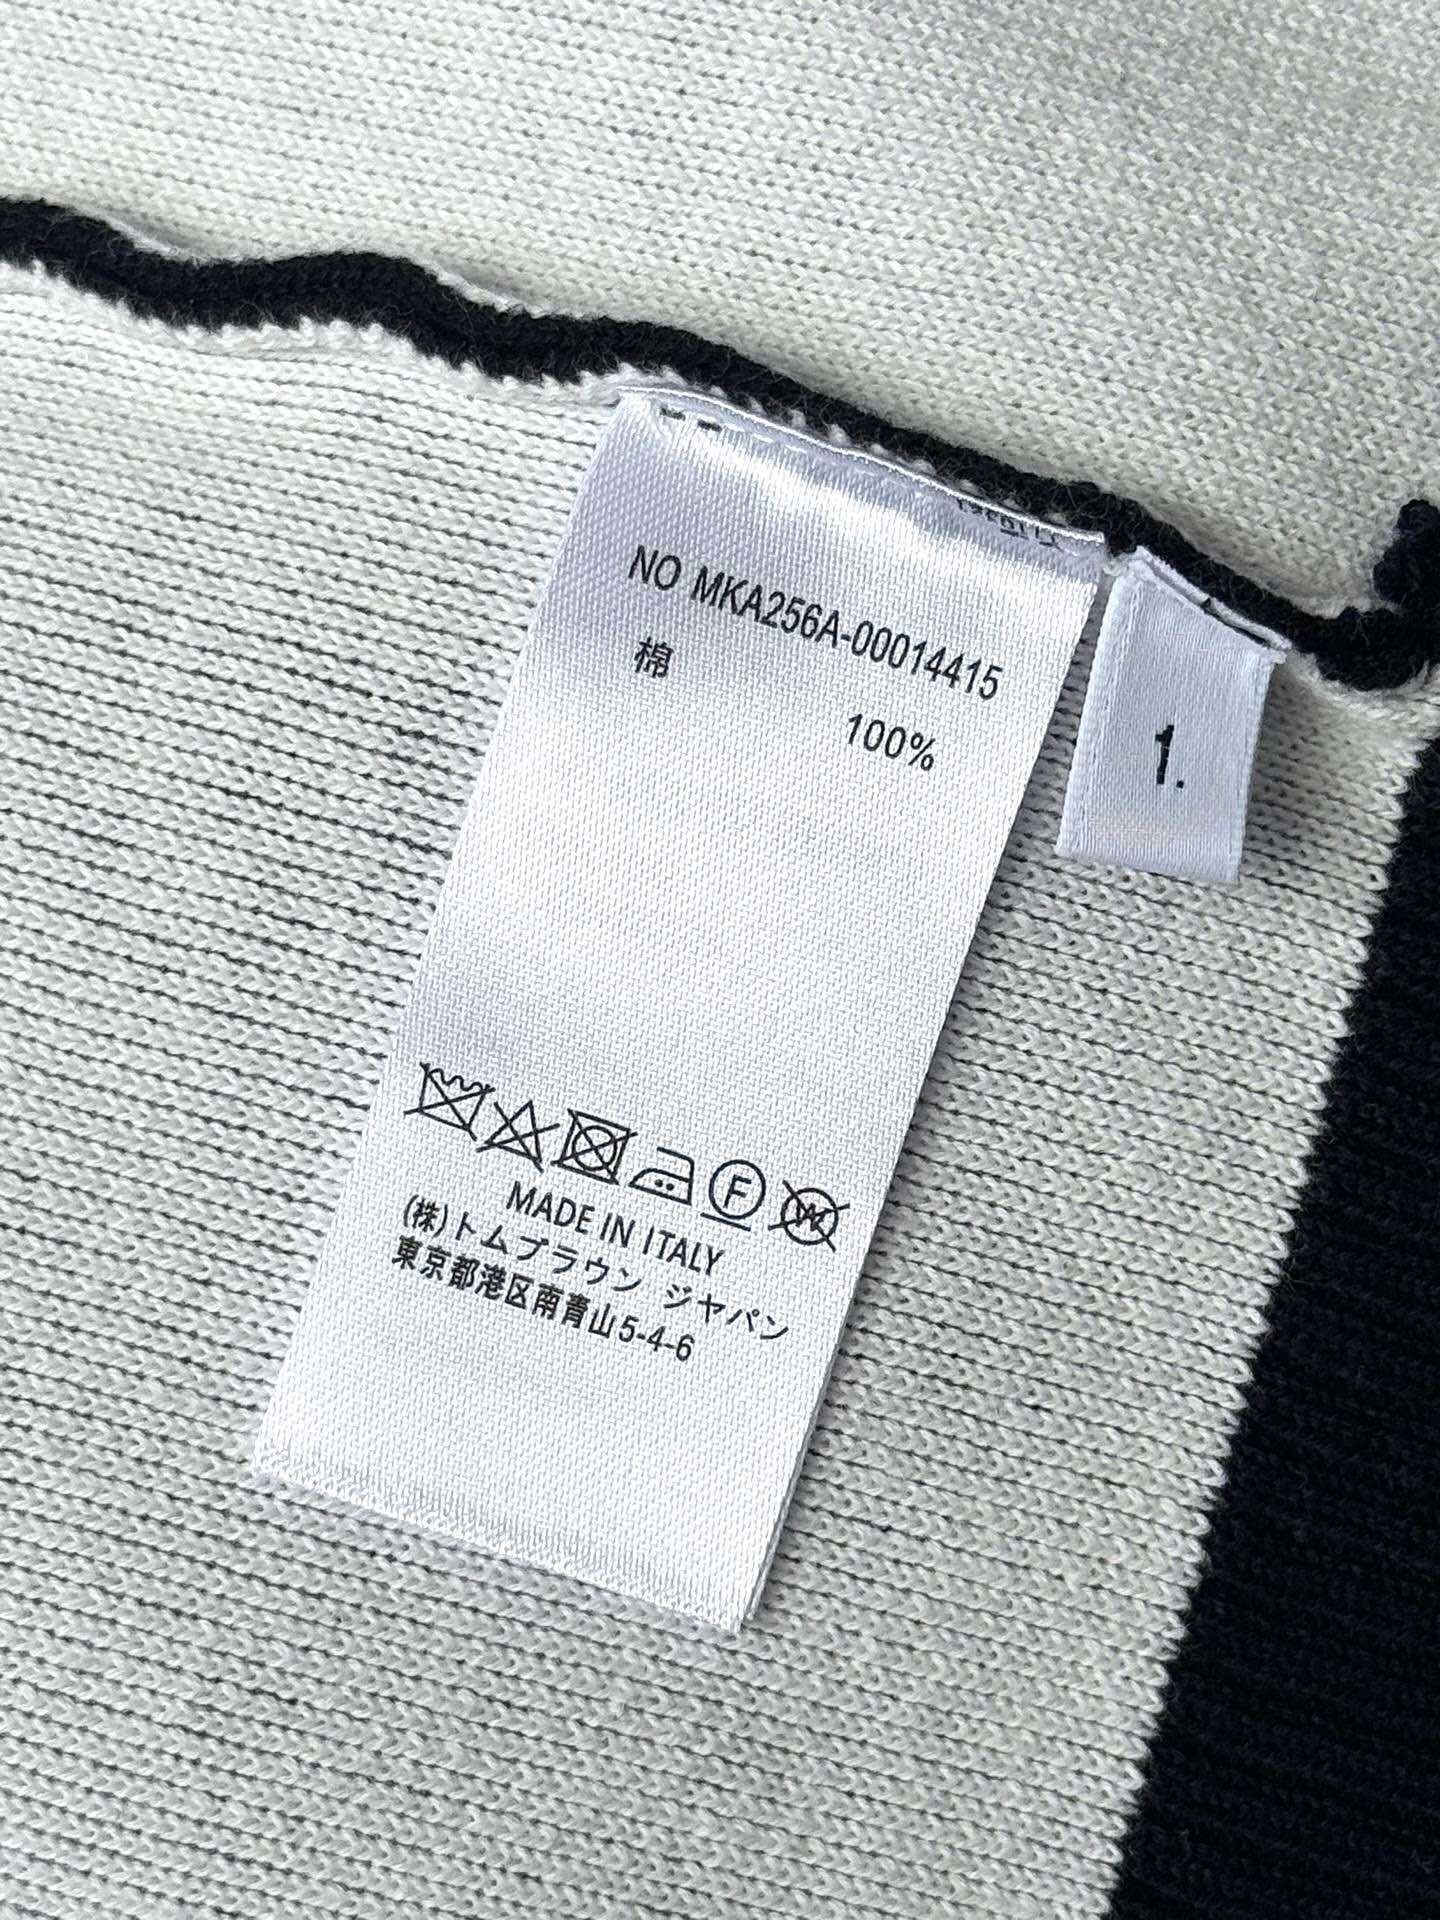 NO MKA256A-00014415
棉
100%
1.
F
W
MADE IN ITALY
(株)トムブラウン ジャパン
東京都港区南青山5-4-6